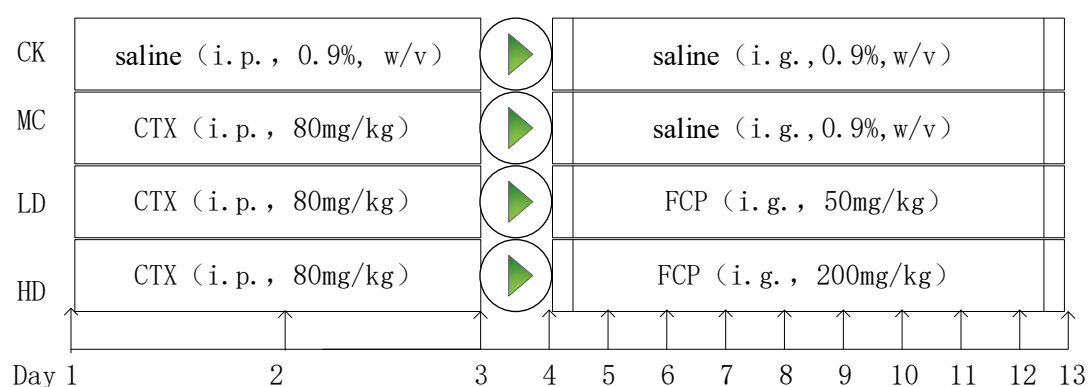 CK saline（i.p.，0.9%, w/v） saline（i.g.,0.9%,w/v）
MC CTX（i.p.，80mg/kg） saline（i.g.,0.9%,w/v）
LD CTX（i.p.，80mg/kg） FCP（i.g.，50mg/kg）
HD CTX（i.p.，80mg/kg） FCP（i.g.，200mg/kg）
Day 1 2 3 4 5 6 7 8 9 10 11 12 13